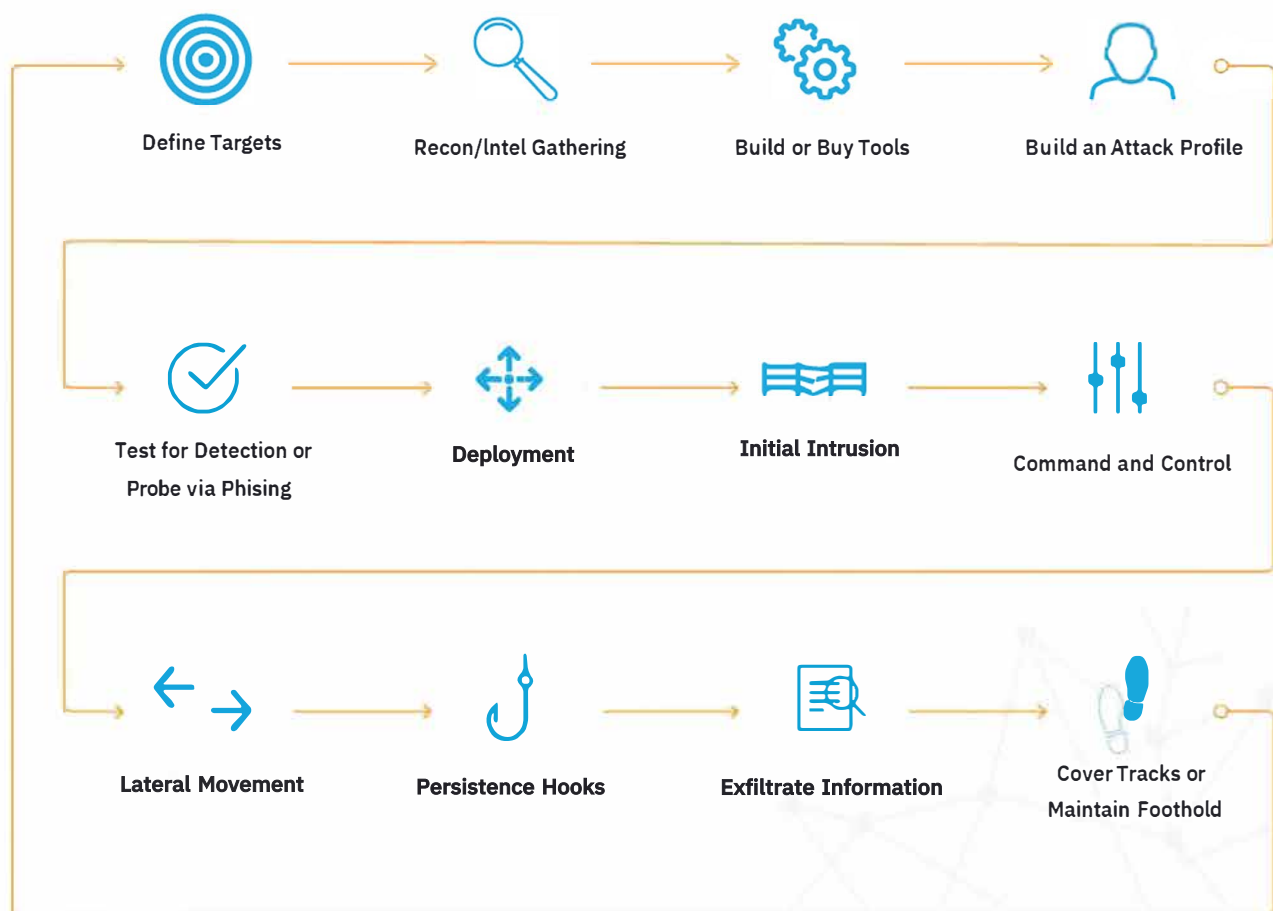 Define Targets
Recon/Intel Gathering
Build or Buy Tools
Build an Attack Profile
Test for Detection or
Probe via Phising
Deployment
Initial Intrusion
Command and Control
Lateral Movement
Persistence Hooks
Exfiltrate Information
Cover Tracks or
Maintain Foothold